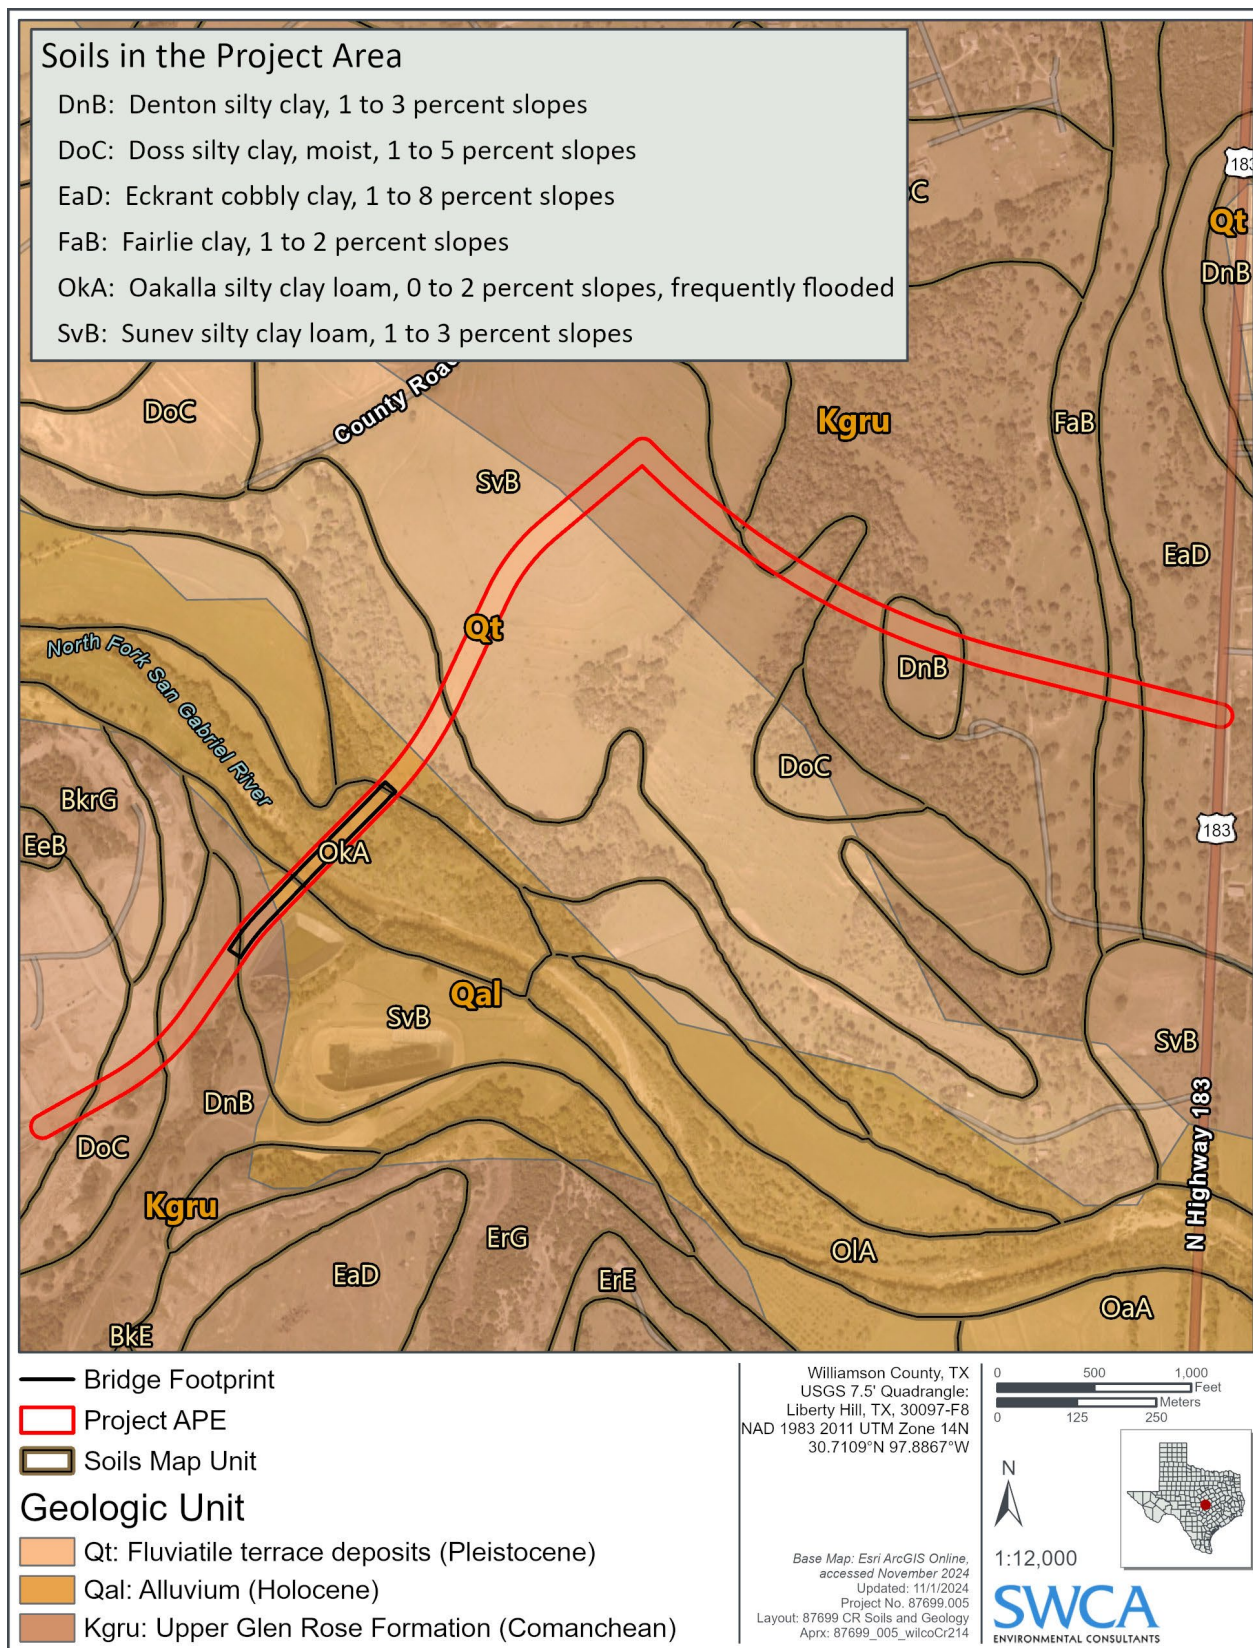 Soils in the Project Area
DnB: Denton silty clay, 1 to 3 percent slopes
DoC: Doss silty clay, moist, 1 to 5 percent slopes
EaD: Eckrant cobbly clay, 1 to 8 percent slopes
FaB: Fairlie clay, 1 to 2 percent slopes
OkA: Oakalla silty clay loam, 0 to 2 percent slopes, frequently flooded
SvB: Sunev silty clay loam, 1 to 3 percent slopes
183
Qt
DnB
DoC
County Road
Kgru
FaB
SvB
EaD
Qt
North Fork San Gabriel River
DnB
DoC
BkrG
183
EeB
OkA
Qal
SvB
SvB
DnB
DoC
Kgru
N Highway 183
ErG
OlA
EaD
ErE
OaA
BkE
Bridge Footprint
Project APE
Soils Map Unit
Geologic Unit
Qt: Fluviatile terrace deposits (Pleistocene)
Qal: Alluvium (Holocene)
Kgru: Upper Glen Rose Formation (Comanchean)
Williamson County, TX
USGS 7.5' Quadrangle:
Liberty Hill, TX, 30097-F8
NAD 1983 2011 UTM Zone 14N
30.7109°N 97.8867°W
Base Map: Esri ArcGIS Online,
accessed November 2024
Updated: 11/1/2024
Project No. 87699.005
Layout: 87699 CR Soils and Geology
Aprx: 87699_005_wilcoCr214
0 500 1,000
Feet
Meters
0 125 250
N
1:12,000
SWCA
ENVIRONMENTAL CONSULTANTS